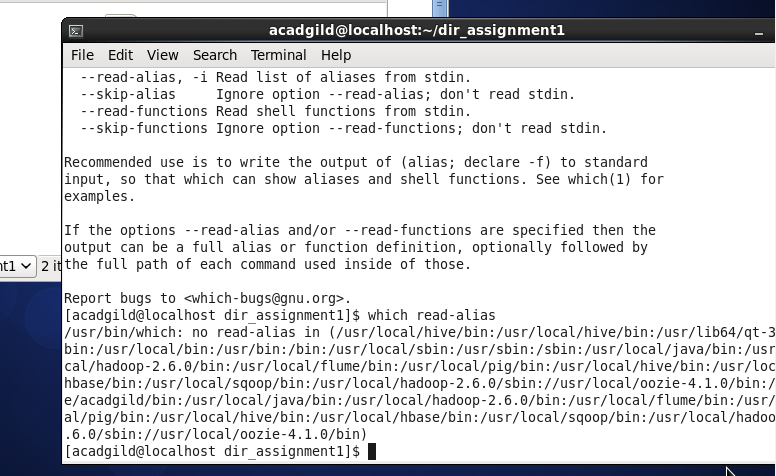 acadgild@localhost:~/dir_assignment1
File Edit View Search Terminal Help
--read-alias, -i Read list of aliases from stdin.
--skip-alias     Ignore option --read-alias; don't read stdin.
--read-functions Read shell functions from stdin.
--skip-functions Ignore option --read-functions; don't read stdin.
Recommended use is to write the output of (alias; declare -f) to standard
input, so that which can show aliases and shell functions. See which(1) for
examples.
If the options --read-alias and/or --read-functions are specified then the
output can be a full alias or function definition, optionally followed by
the full path of each command used inside of those.
nt1 2 it
Report bugs to <which-bugs@gnu.org>.
[acadgild@localhost dir_assignment1]$ which read-alias
/usr/bin/which: no read-alias in (/usr/local/hive/bin:/usr/local/hive/bin:/usr/lib64/qt-3
bin:/usr/local/bin:/usr/bin:/bin:/usr/local/sbin:/usr/sbin:/sbin:/usr/local/java/bin:/usr
cal/hadoop-2.6.0/bin:/usr/local/flume/bin:/usr/local/pig/bin:/usr/local/hive/bin:/usr/loc
hbase/bin:/usr/local/sqoop/bin:/usr/local/hadoop-2.6.0/sbin://usr/local/oozie-4.1.0/bin:/
e/acadgild/bin:/usr/local/java/bin:/usr/local/hadoop-2.6.0/bin:/usr/local/flume/bin:/usr/
al/pig/bin:/usr/local/hive/bin:/usr/local/hbase/bin:/usr/local/sqoop/bin:/usr/local/hadoo
.6.0/sbin://usr/local/oozie-4.1.0/bin)
[acadgild@localhost dir_assignment1]$